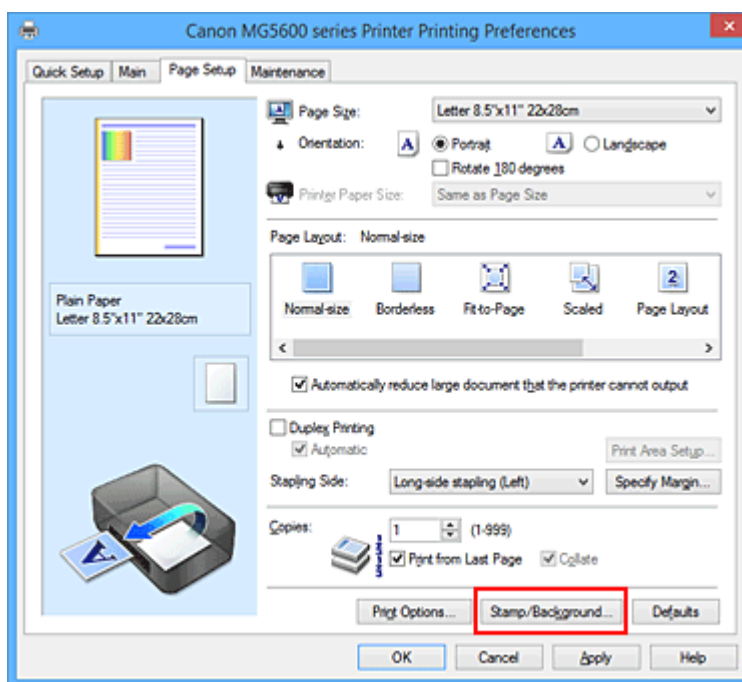 Canon MG5600 series Printer Printing Preferences
Quick Setup Main Page Setup Maintenance
Page Size: Letter 8.5"x11" 22x28cm
Orientation: A Portrait A Landscape
Rotate 180 degrees
Printer Paper Size: Same as Page Size
Page Layout: Normal-size
2
Normal-size Borderless Fit-to-Page Scaled Page Layout
Plain Paper
Letter 8.5"x11" 22x28cm
Automatically reduce large document that the printer cannot output
Duplex Printing
Automatic Print Area Setup...
Stapling Side: Long-side stapling (Left) Specify Margin...
Copies: 1 (1-999)
Print from Last Page Collate
A
Print Options... Stamp/Background... Defaults
OK Cancel Apply Help